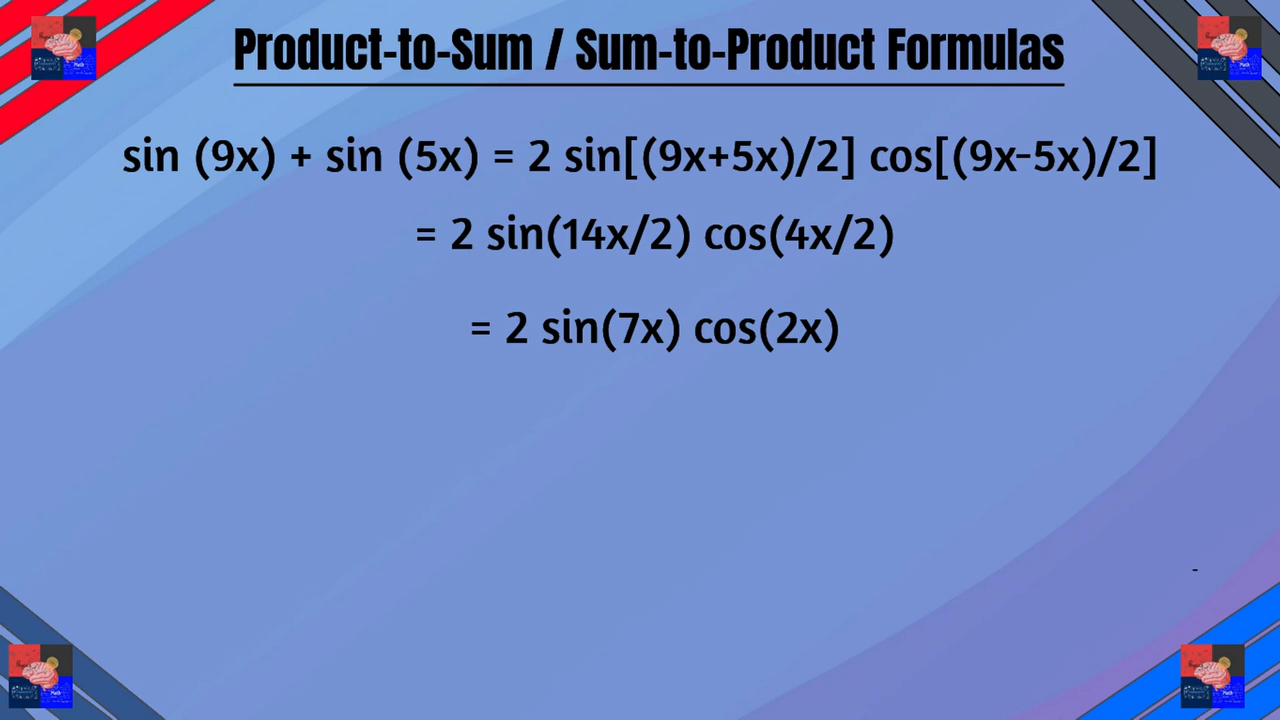 Product-to-Sum / Sum-to-Product Formulas
sin (9x) + sin (5x) = 2 sin[(9x+5x)/2] cos[(9x-5x)/2]
= 2 sin(14x/2) cos(4x/2)
= 2 sin(7x) cos(2x)
-